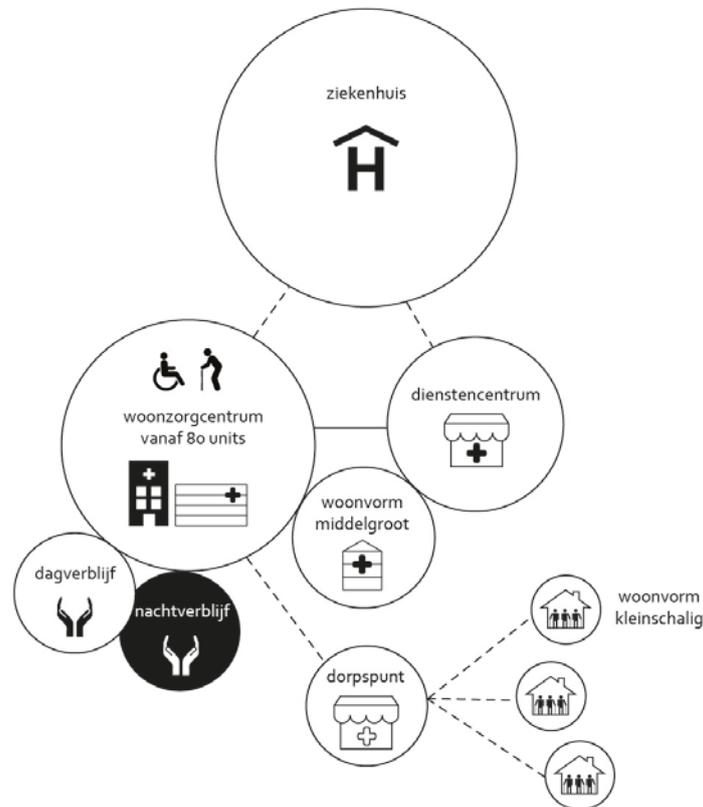 ziekenhuis
H
woonzorgcentrum
vanaf 80 units
dienstencentrum
woonvorm
middelgroot
dagverblijf
nachtverblijf
woonvorm
kleinschalig
dorpspunt